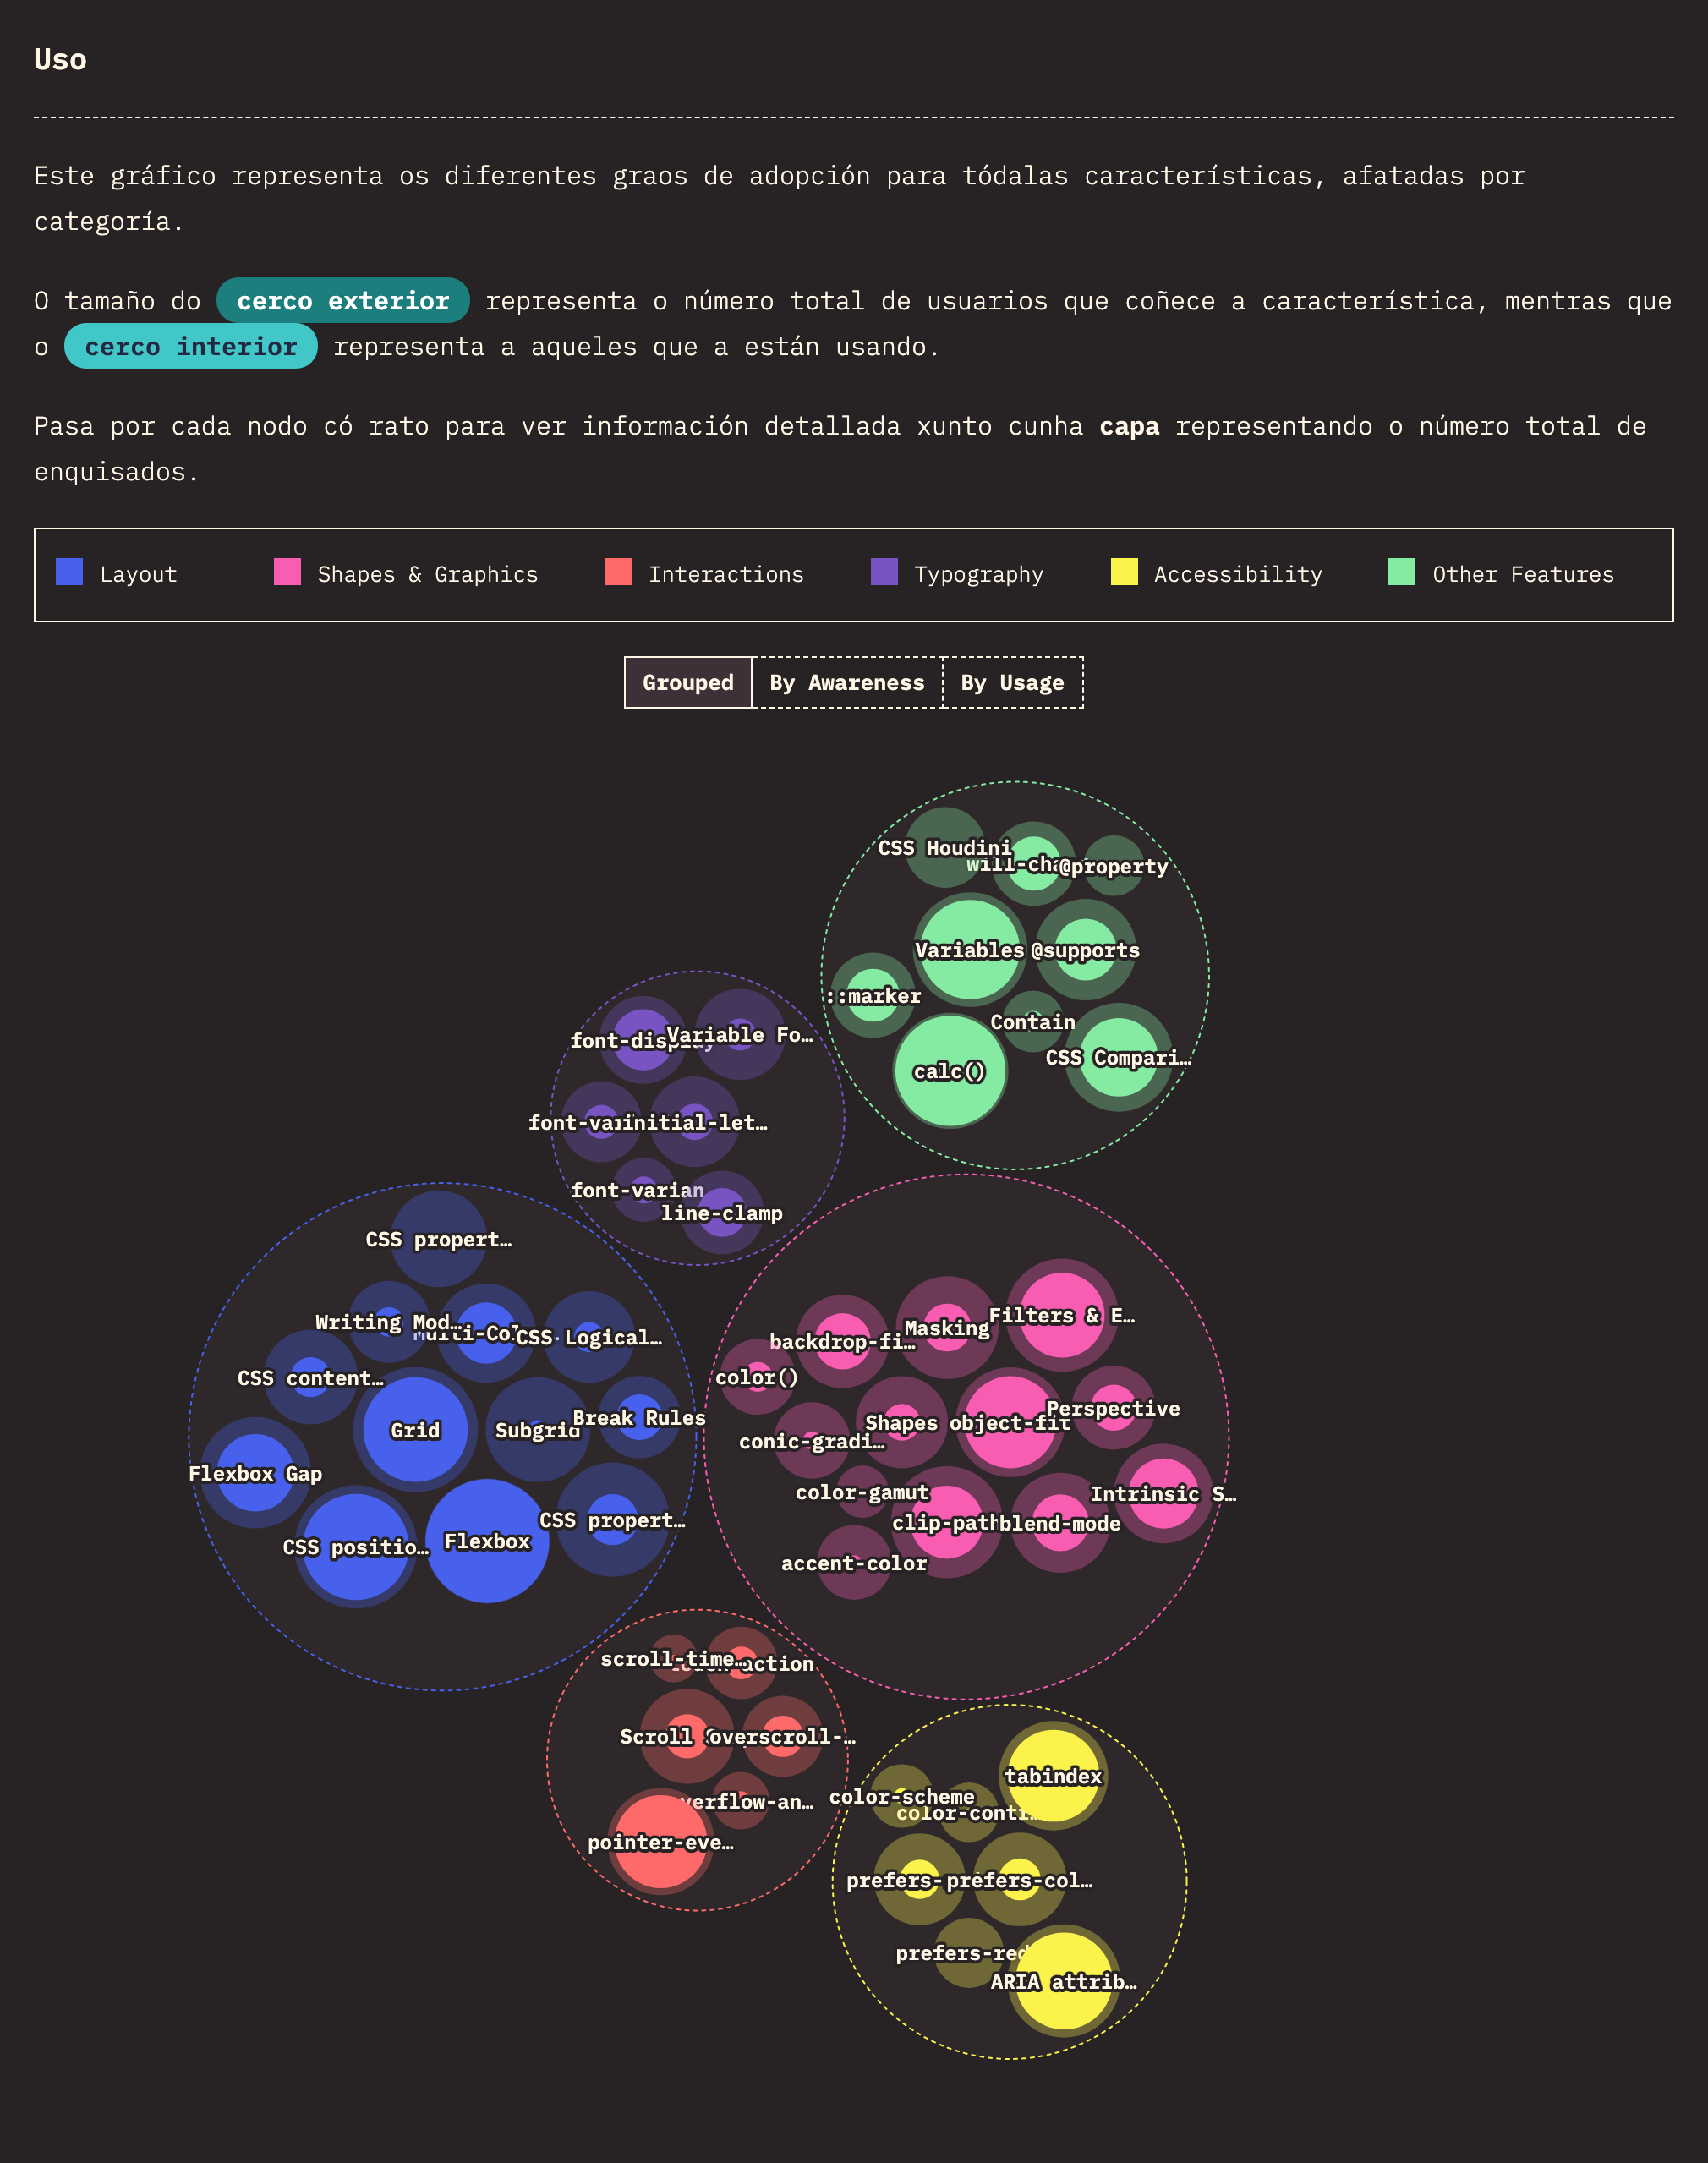 Uso
Este gráfico representa os diferentes graos de adopción para tódalas características, afatadas por
categoría.
O tamaño do cerco exterior representa o número total de usuarios que coñece a característica, mentras que
o cerco interior representa a aqueles que a están usando.
Pasa por cada nodo có rato para ver información detallada xunto cunha capa representando o número total de
enquisados.
Layout
Shapes & Graphics
Interactions
Typography
Accessibility
Other Features
Grouped
By Awareness
By Usage
CSS Houdini
will-cha
@property
Variables
@supports
::marker
Contain
CSS Compari…
calc()
font-display
Variable Fo…
font-va
initial-let…
font-varian
line-clamp
CSS propert…
Writing Mod…
Multi-Col
CSS Logical…
CSS content…
Grid
Subgrid
Break Rules
Flexbox Gap
CSS positio…
Flexbox
CSS propert…
Filters & E…
Masking
backdrop-fi…
color()
Perspective
Shapes
object-fit
conic-gradi…
color-gamut
Intrinsic S…
clip-path
blend-mode
accent-color
scroll-time…
action
Scroll
overscroll-…
verflow-an…
pointer-eve…
tabindex
color-scheme
color-contr…
prefers-
prefers-col…
prefers-red
ARIA attrib…